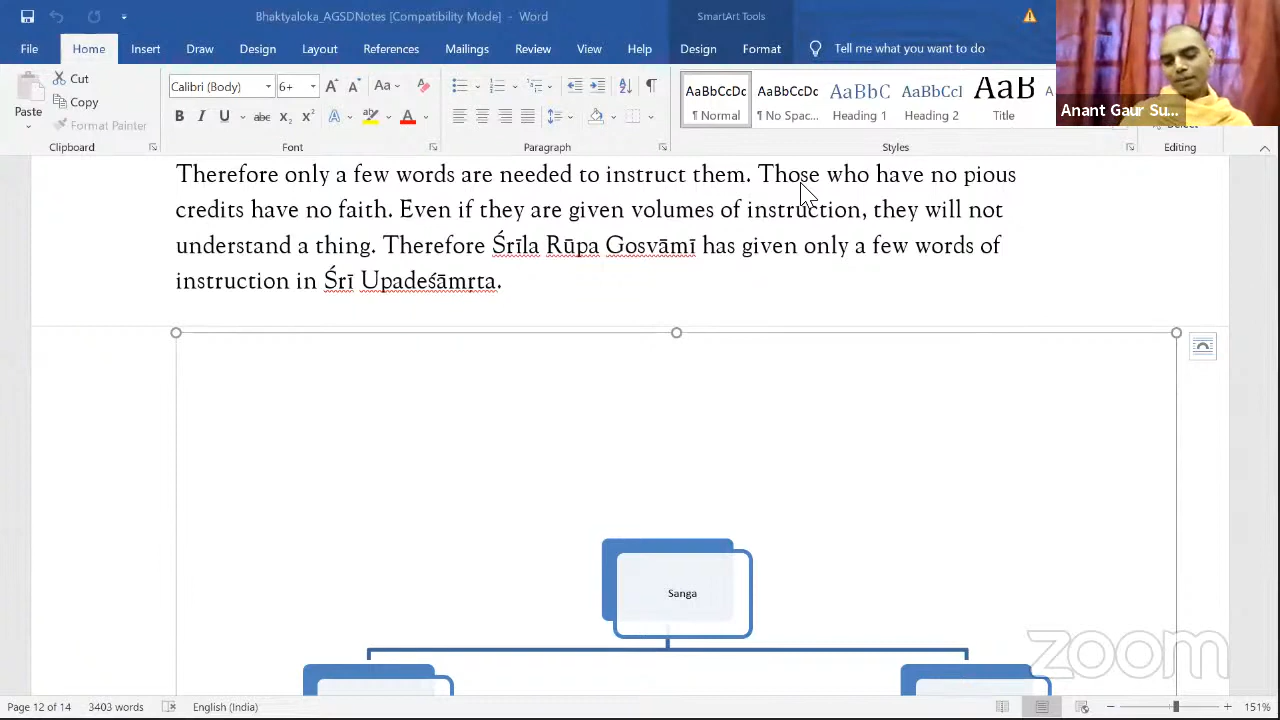 Bhaktyaloka_AGSDNotes [Compatibility Mode] - Word
SmartArt Tools
File Home Insert Draw Design Layout References Mailings Review View Help Design Format Tell me what you want to do
Paste
Cut
Copy
Format Painter
Clipboard
Calibri (Body) 6+ Aa
B I U abc x₂ x² A ab A
Font
Paragraph
AaBbCcDc AaBbCcDc AaBbC AaBbCcI AaB
¶ Normal ¶ No Spac... Heading 1 Heading 2 Title
Styles
Editing
Anant Gaur Su...
Therefore only a few words are needed to instruct them. Those who have no pious
credits have no faith. Even if they are given volumes of instruction, they will not
understand a thing. Therefore Śrīla Rūpa Gosvāmī has given only a few words of
instruction in Śrī Upadeśāmṛta.
Sanga
zoom
Page 12 of 14 3403 words English (India) 151%